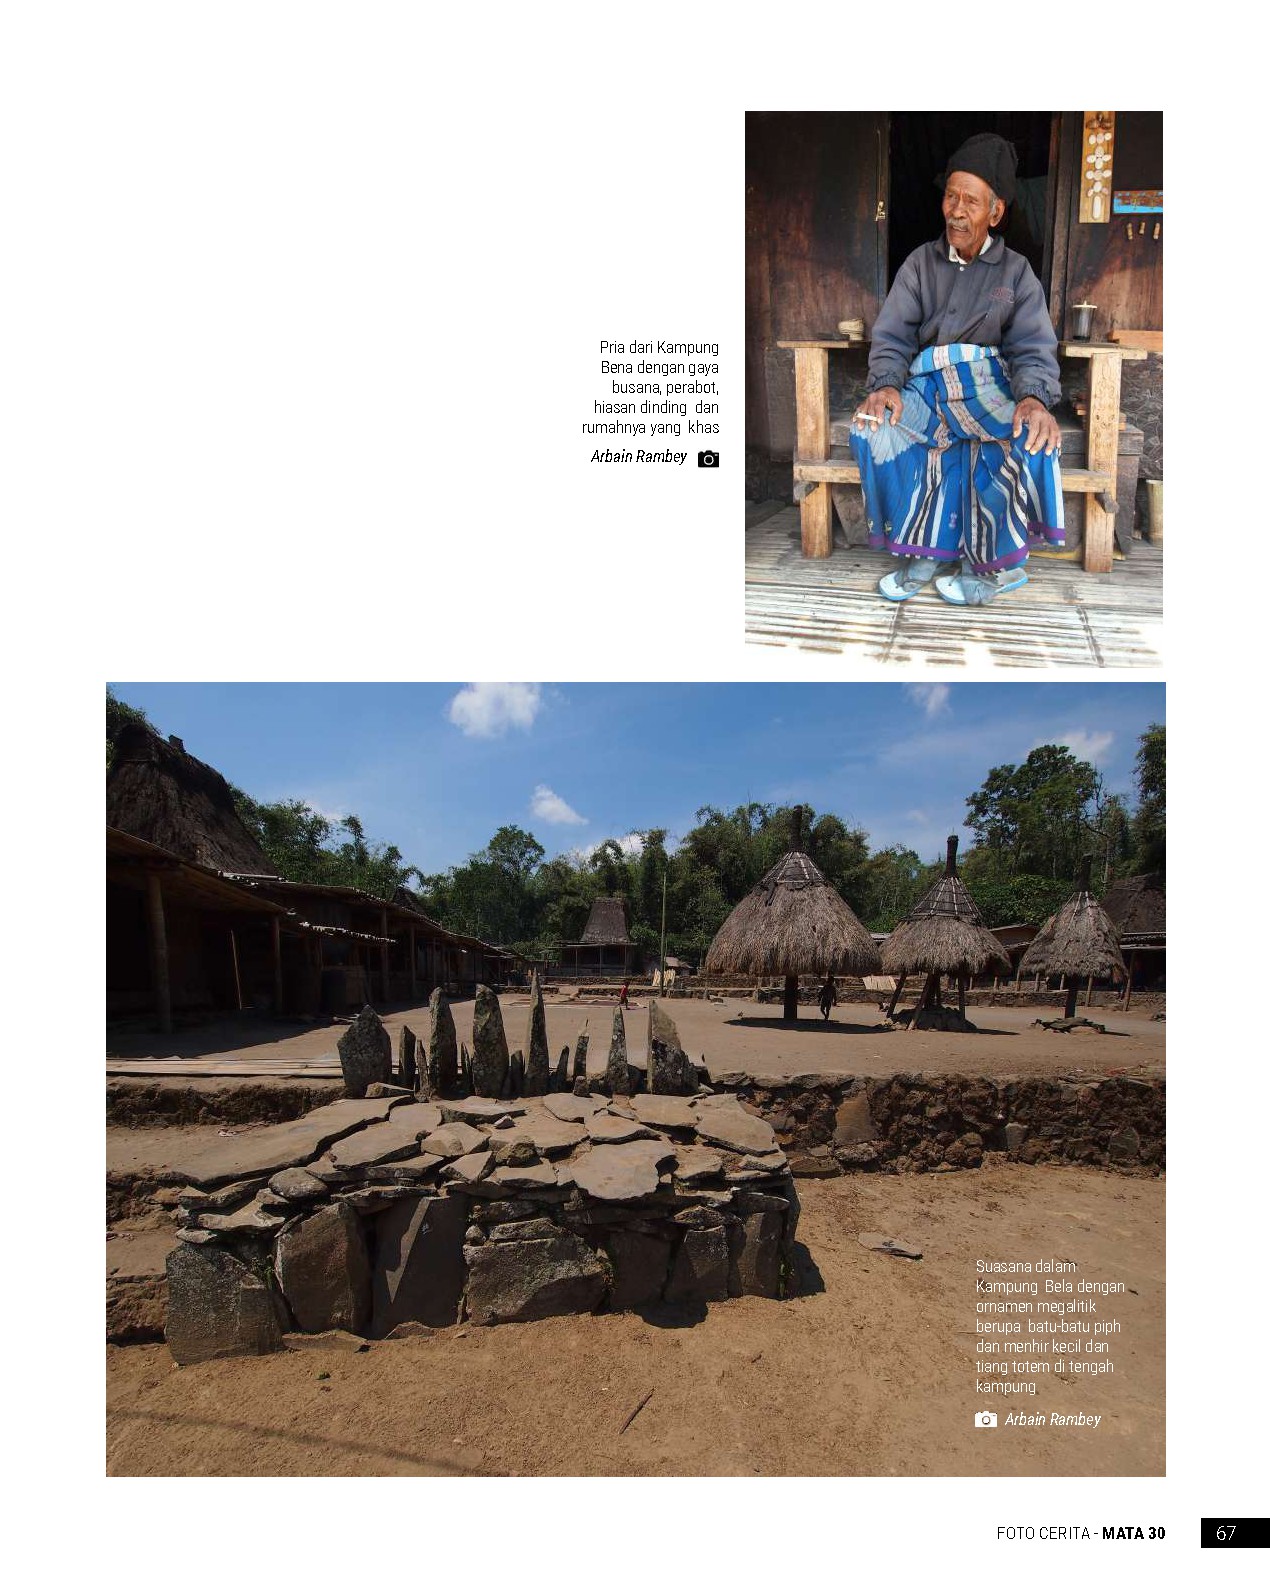 Pria dari Kampung
Bena dengan gaya
busana, perabot,
hiasan dinding dan
rumahnya yang khas
Arbain Rambey
Suasana dalam
Kampung Bela dengan
ornamen megalitik
berupa batu-batu piph
dan menhir kecil dan
tiang totem di tengah
kampung
Arbain Rambey
FOTO CERITA - MATA 30
67